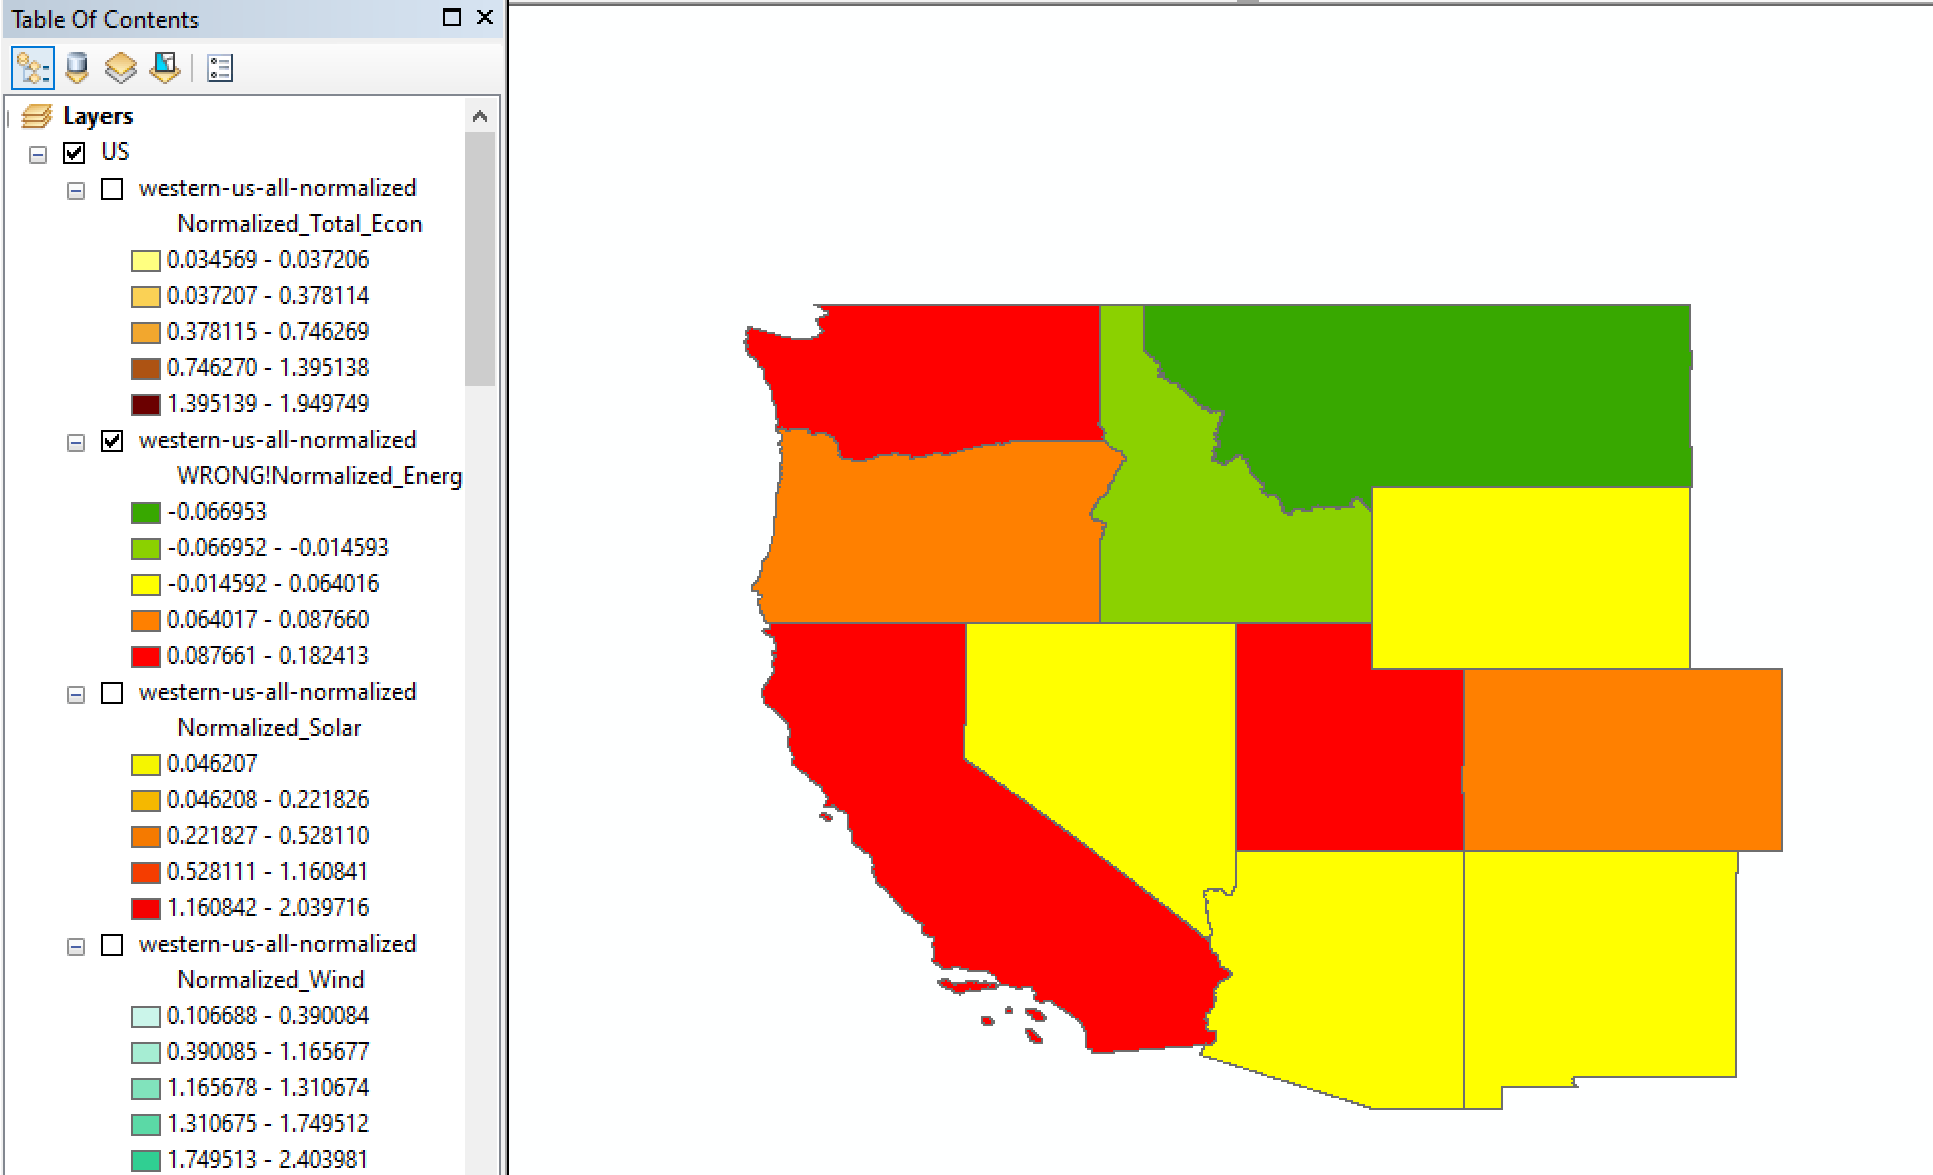 Table Of Contents
Layers
US
western-us-all-normalized
Normalized_Total_Econ
0.034569 - 0.037206
0.037207 - 0.378114
0.378115 - 0.746269
0.746270 - 1.395138
1.395139 - 1.949749
western-us-all-normalized
WRONG!Normalized_Energ
-0.066953
-0.066952 - -0.014593
-0.014592 - 0.064016
0.064017 - 0.087660
0.087661 - 0.182413
western-us-all-normalized
Normalized_Solar
0.046207
0.046208 - 0.221826
0.221827 - 0.528110
0.528111 - 1.160841
1.160842 - 2.039716
western-us-all-normalized
Normalized_Wind
0.106688 - 0.390084
0.390085 - 1.165677
1.165678 - 1.310674
1.310675 - 1.749512
1.749513 - 2.403981